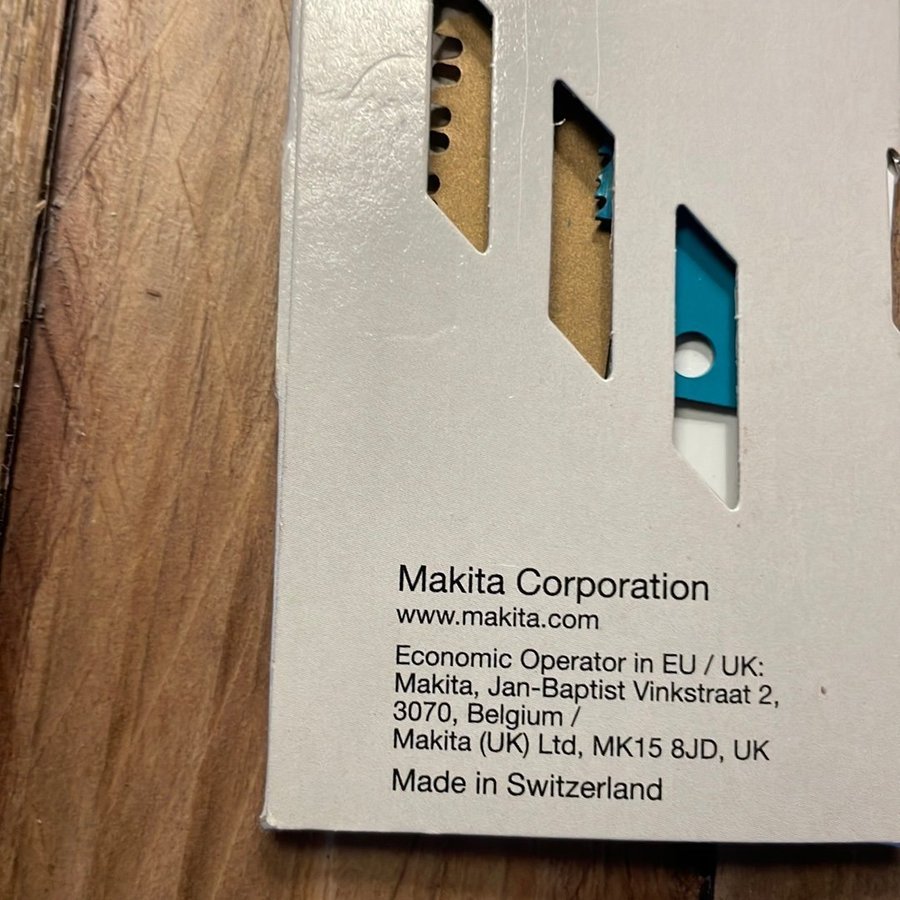 Makita Corporation
www.makita.com
Economic Operator in EU / UK:
Makita, Jan-Baptist Vinkstraat 2,
3070, Belgium /
Makita (UK) Ltd, MK15 8JD, UK
Made in Switzerland